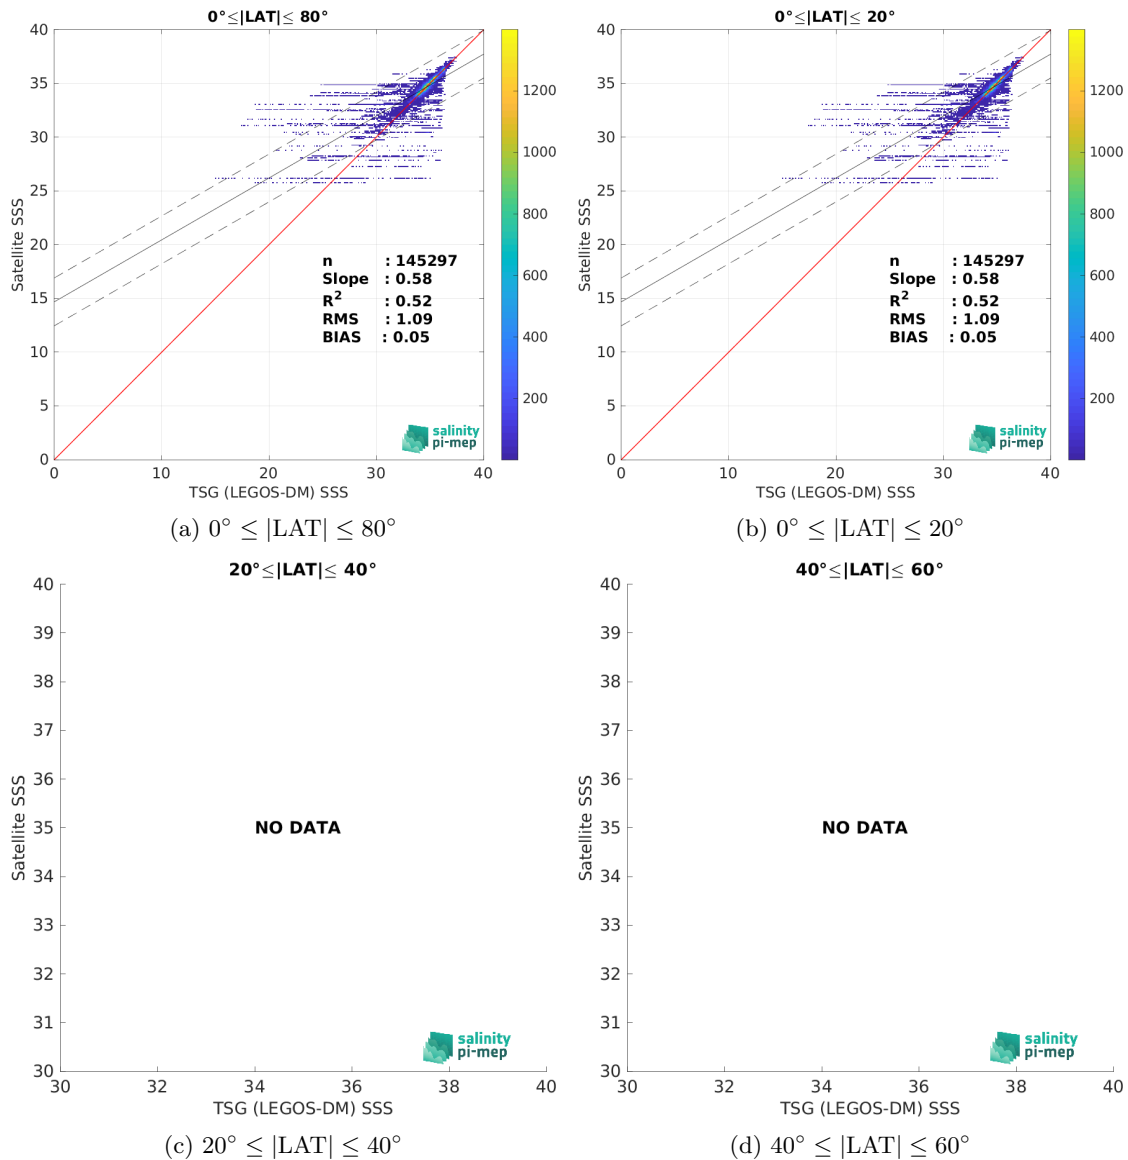 0°≤|LAT|≤ 80°
40
35
30
25
20
15
10
5
0
0
10
20
30
40
Satellite SSS
TSG (LEGOS-DM) SSS
n : 145297
Slope : 0.58
R² : 0.52
RMS : 1.09
BIAS : 0.05
salinity
pi-mep
1200
1000
800
600
400
200
(a) 0° ≤ |LAT| ≤ 80°
0°≤|LAT|≤ 20°
40
35
30
25
20
15
10
5
0
0
10
20
30
40
Satellite SSS
TSG (LEGOS-DM) SSS
n : 145297
Slope : 0.58
R² : 0.52
RMS : 1.09
BIAS : 0.05
salinity
pi-mep
1200
1000
800
600
400
200
(b) 0° ≤ |LAT| ≤ 20°
20°≤|LAT|≤ 40°
40
39
38
37
36
35
34
33
32
31
30
30
32
34
36
38
40
Satellite SSS
NO DATA
salinity
pi-mep
TSG (LEGOS-DM) SSS
(c) 20° ≤ |LAT| ≤ 40°
40°≤|LAT|≤ 60°
40
39
38
37
36
35
34
33
32
31
30
30
32
34
36
38
40
Satellite SSS
NO DATA
salinity
pi-mep
TSG (LEGOS-DM) SSS
(d) 40° ≤ |LAT| ≤ 60°